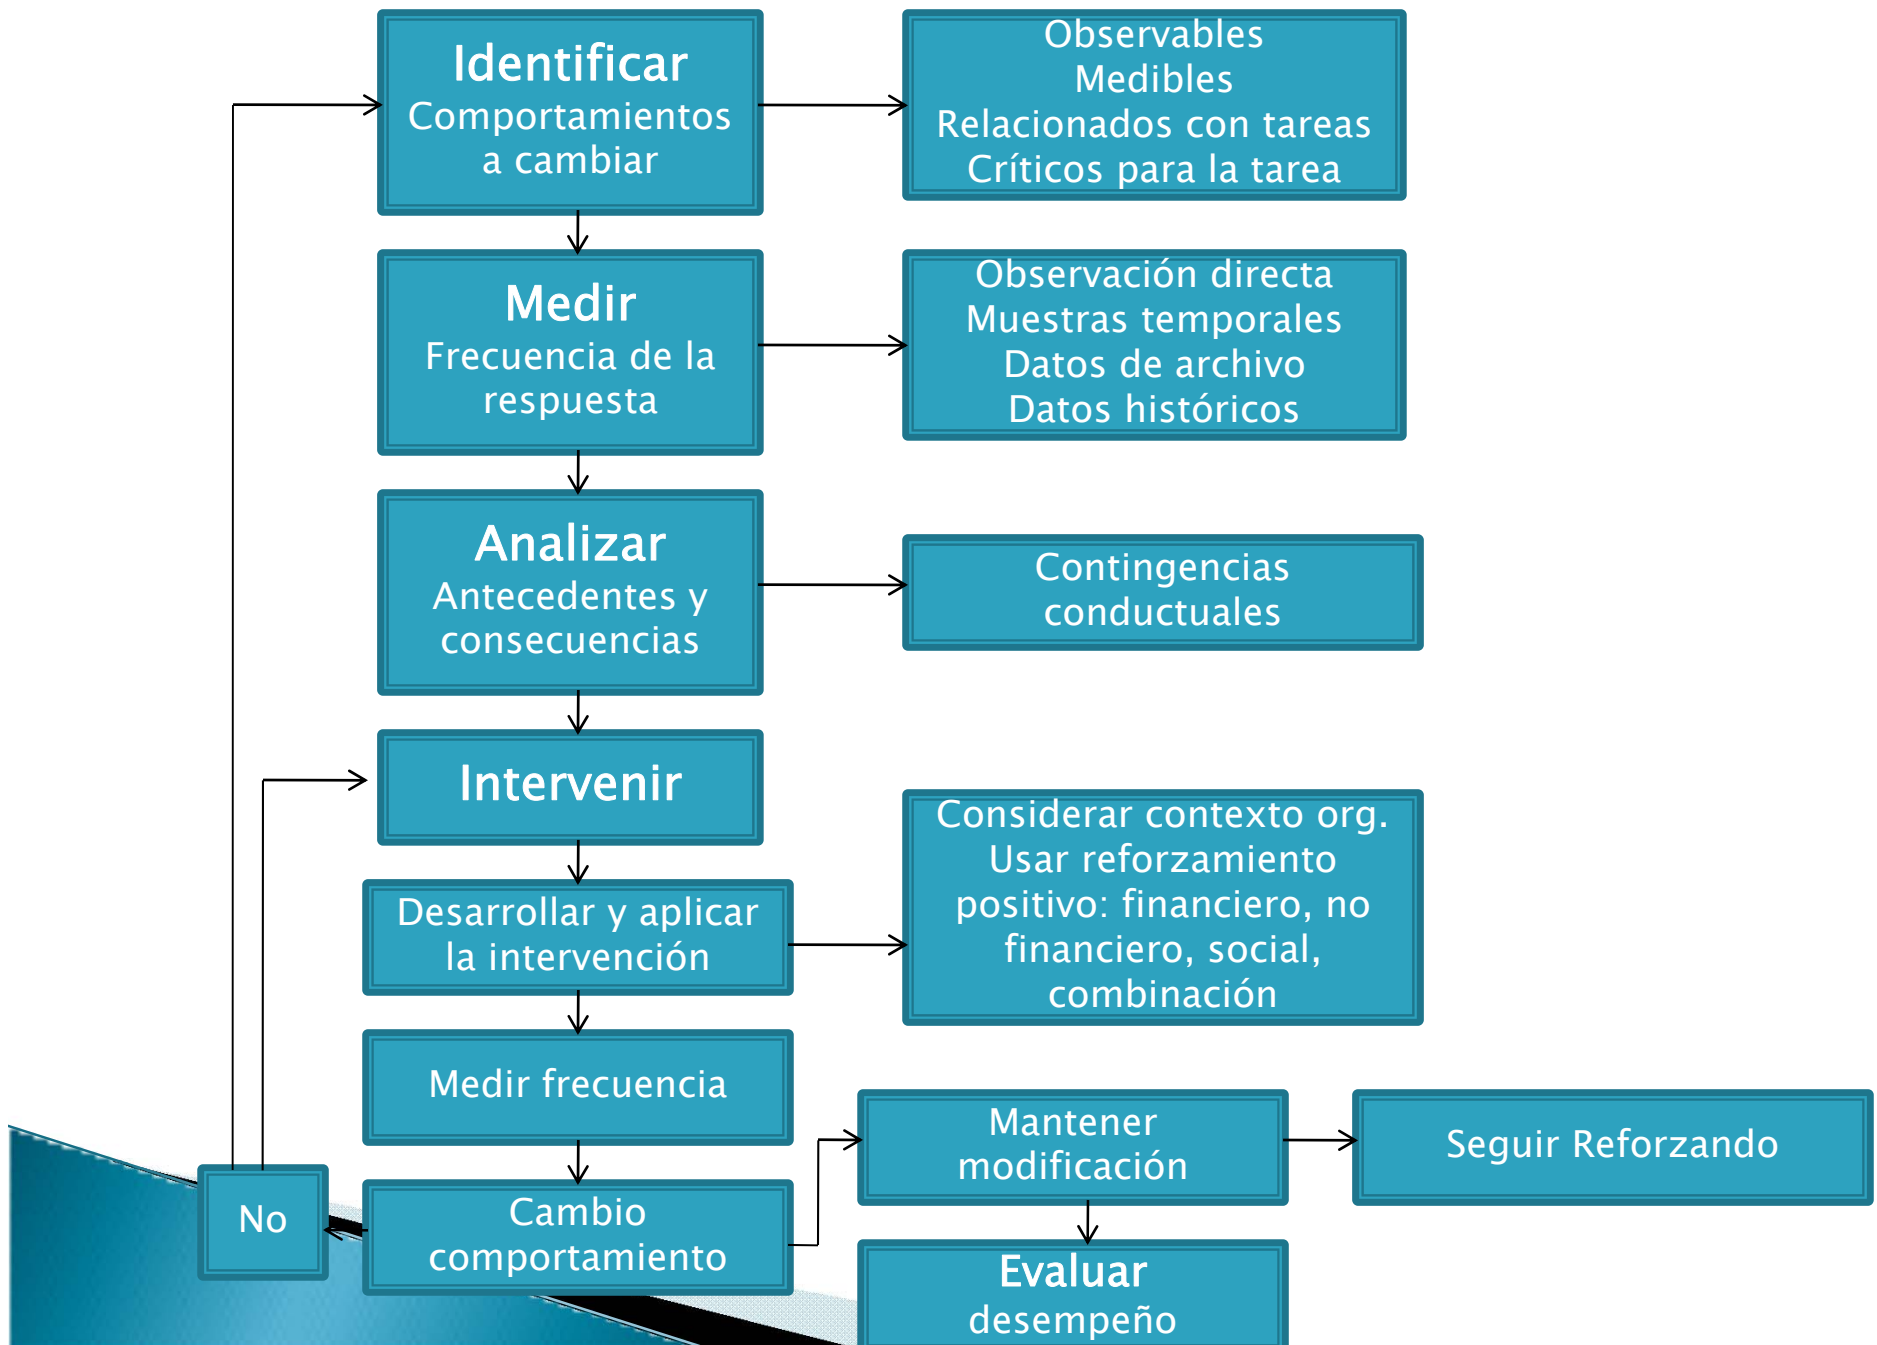 Identificar
Comportamientos
a cambiar
Observables
Medibles
Relacionados con tareas
Críticos para la tarea
Medir
Frecuencia de la
respuesta
Observación directa
Muestras temporales
Datos de archivo
Datos históricos
Analizar
Antecedentes y
consecuencias
Contingencias
conductuales
Intervenir
Desarrollar y aplicar
la intervención
Considerar contexto org.
Usar reforzamiento
positivo: financiero, no
financiero, social,
combinación
Medir frecuencia
Mantener
modificación
Seguir Reforzando
No
Cambio
comportamiento
Evaluar
desempeño